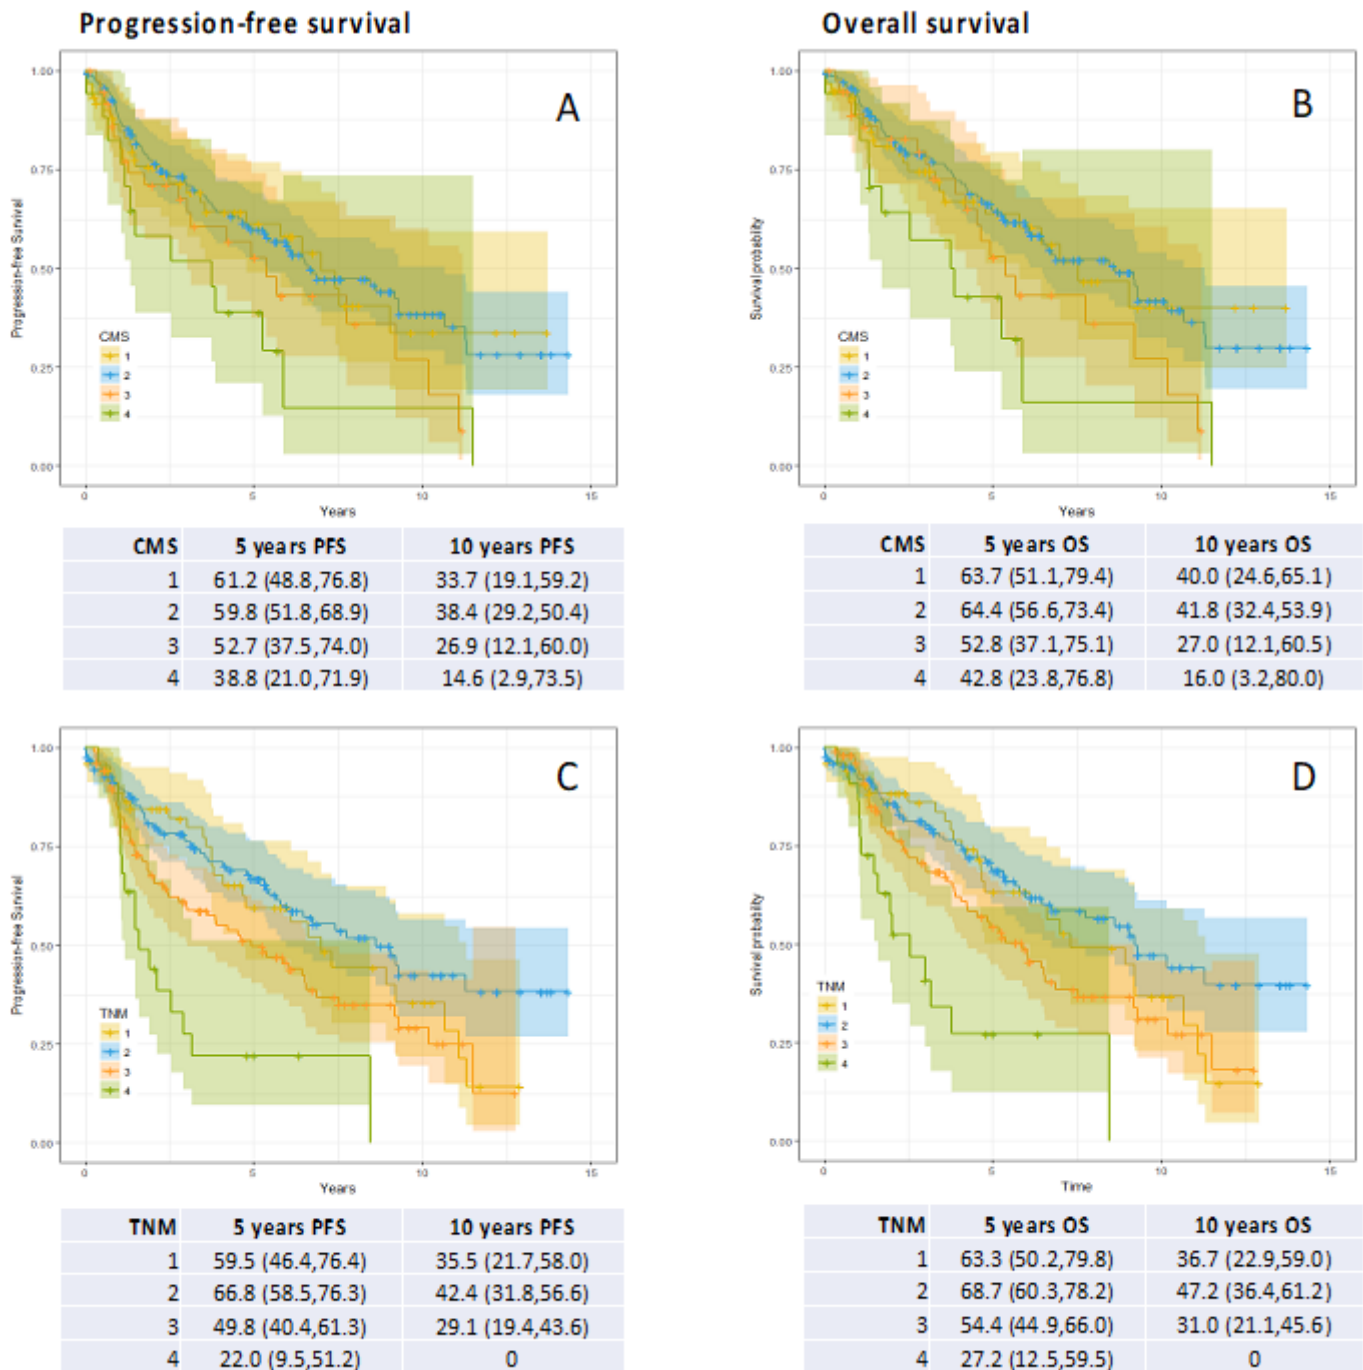 Progression-free survival
Overall survival
A
Progression-free Survival
1.00
0.75
0.50
0.25
0.00
CMS
1
2
3
4
0 5 10 15
Years
B
Survival probability
1.00
0.75
0.50
0.25
0.00
CMS
1
2
3
4
0 5 10 15
Years
CMS 5 years PFS 10 years PFS
1 61.2 (48.8,76.8) 33.7 (19.1,59.2)
2 59.8 (51.8,68.9) 38.4 (29.2,50.4)
3 52.7 (37.5,74.0) 26.9 (12.1,60.0)
4 38.8 (21.0,71.9) 14.6 (2.9,73.5)
CMS 5 years OS 10 years OS
1 63.7 (51.1,79.4) 40.0 (24.6,65.1)
2 64.4 (56.6,73.4) 41.8 (32.4,53.9)
3 52.8 (37.1,75.1) 27.0 (12.1,60.5)
4 42.8 (23.8,76.8) 16.0 (3.2,80.0)
C
Progression-free Survival
1.00
0.75
0.50
0.25
0.00
TNM
1
2
3
4
0 5 10 15
Years
D
Survival probability
1.00
0.75
0.50
0.25
0.00
TNM
1
2
3
4
0 5 10 15
Time
TNM 5 years PFS 10 years PFS
1 59.5 (46.4,76.4) 35.5 (21.7,58.0)
2 66.8 (58.5,76.3) 42.4 (31.8,56.6)
3 49.8 (40.4,61.3) 29.1 (19.4,43.6)
4 22.0 (9.5,51.2) 0
TNM 5 years OS 10 years OS
1 63.3 (50.2,79.8) 36.7 (22.9,59.0)
2 68.7 (60.3,78.2) 47.2 (36.4,61.2)
3 54.4 (44.9,66.0) 31.0 (21.1,45.6)
4 27.2 (12.5,59.5) 0